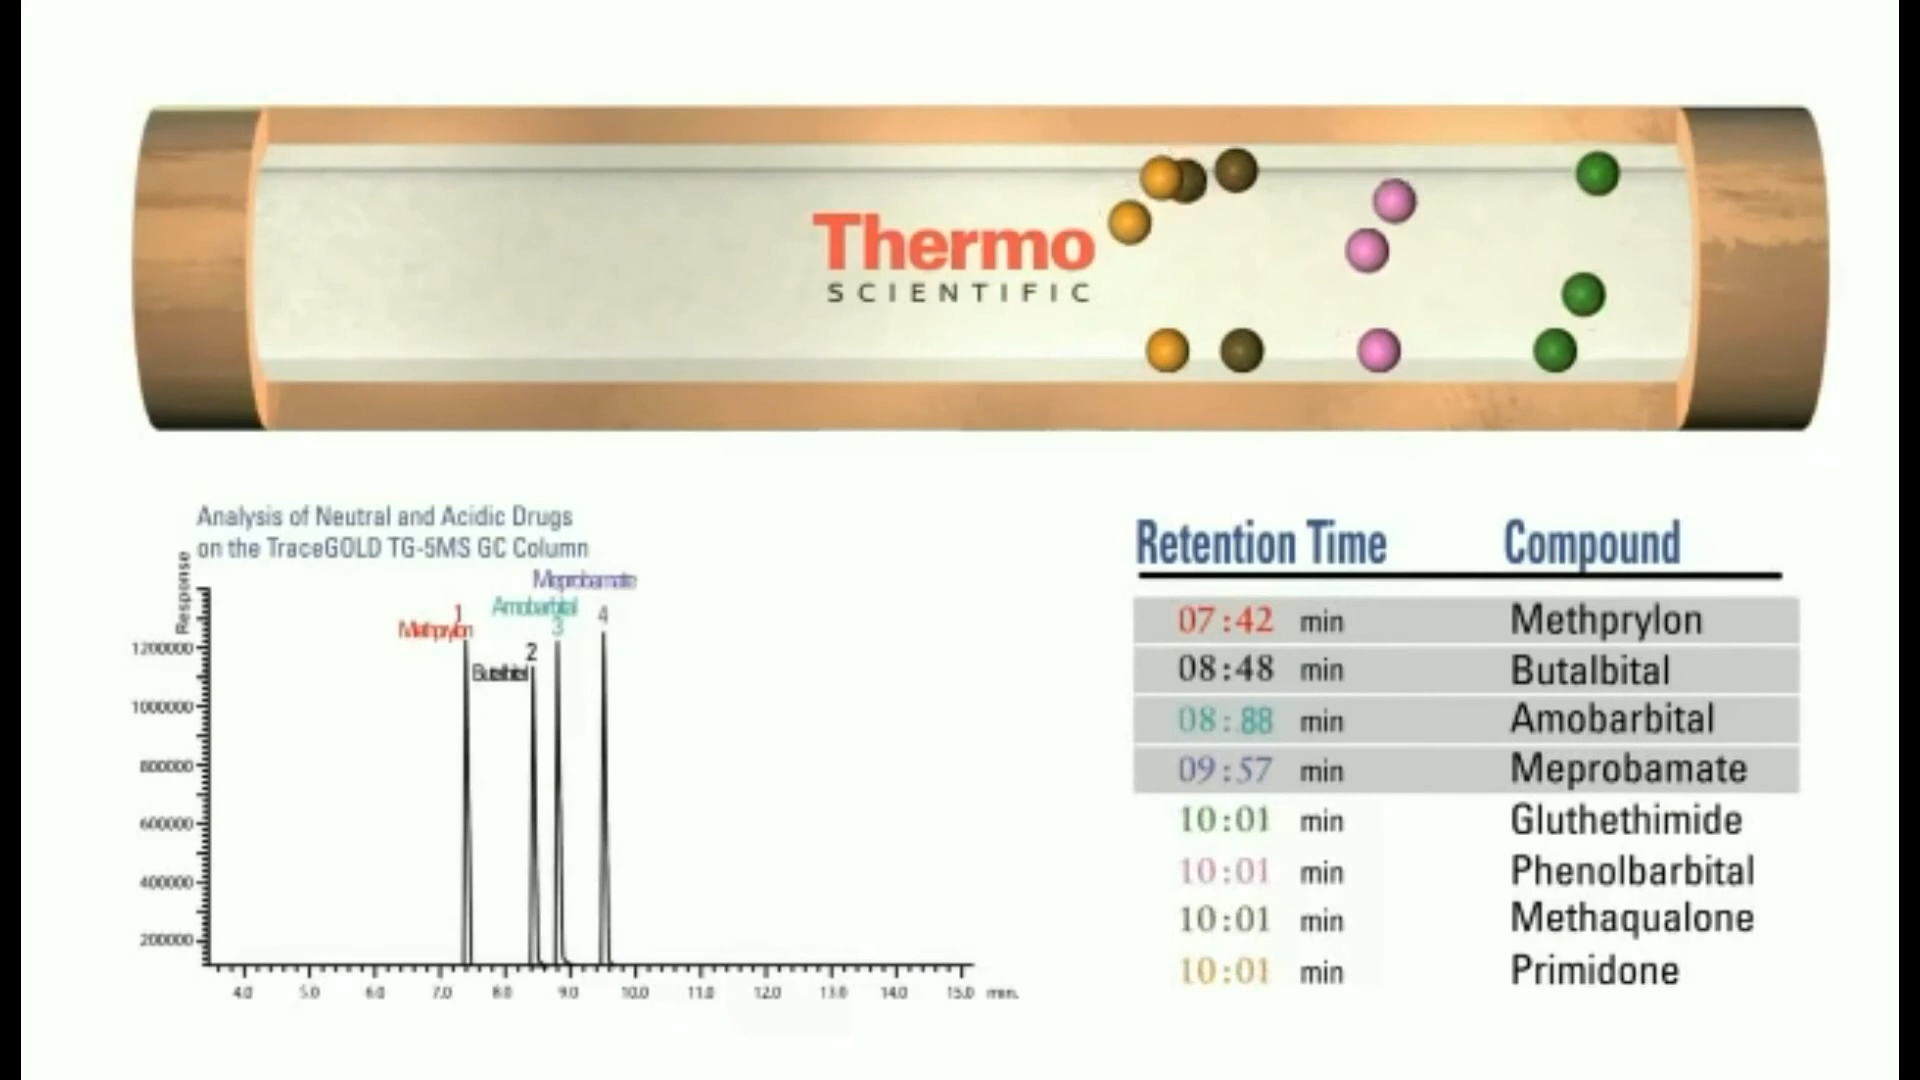 Thermo
SCIENTIFIC
Analysis of Neutral and Acidic Drugs
on the TraceGOLD TG-5MS GC Column
Response
Meprobamate
Amobarbital
1
Methprylon
3
4
2
Butalbital
1200000
1000000
800000
600000
400000
200000
4.0 5.0 6.0 7.0 8.0 9.0 10.0 11.0 12.0 13.0 14.0 15.0 min.
Retention Time Compound
07:42 min Methprylon
08:48 min Butalbital
08:88 min Amobarbital
09:57 min Meprobamate
10:01 min Gluthethimide
10:01 min Phenolbarbital
10:01 min Methaqualone
10:01 min Primidone